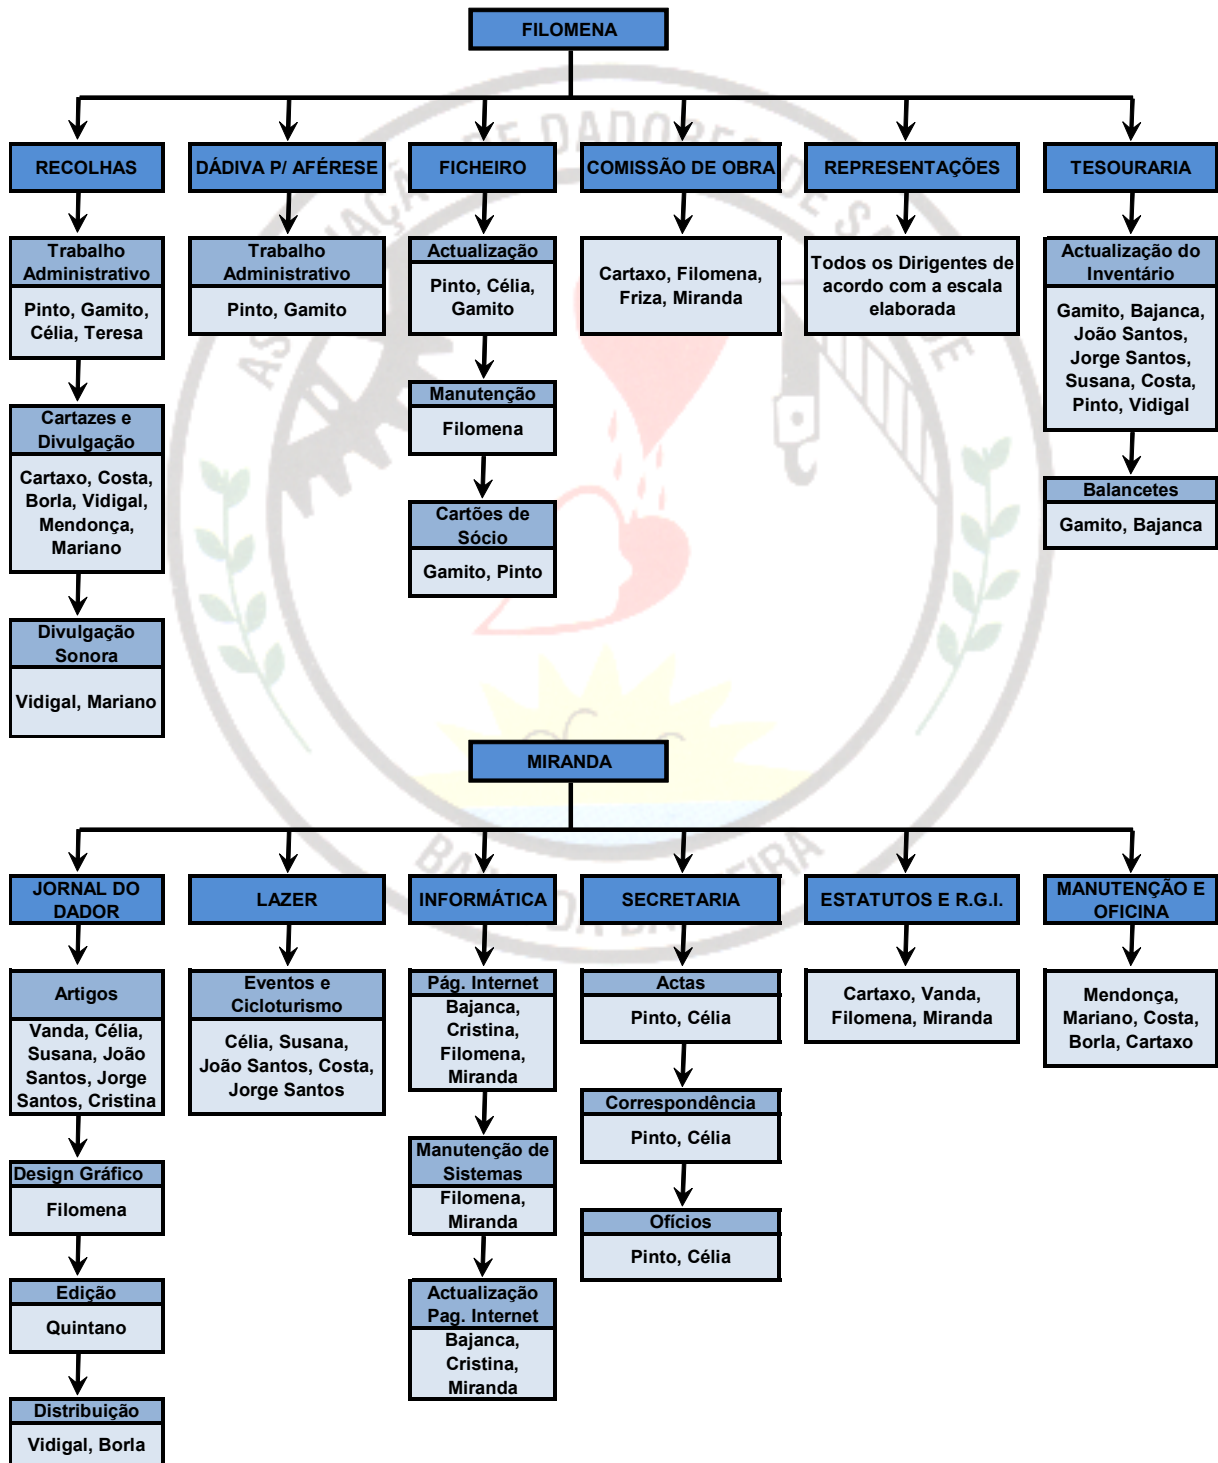 FILOMENA
RECOLHAS
DÁDIVA P/ AFÉRESE
FICHEIRO
COMISSÃO DE OBRA
REPRESENTAÇÕES
TESOURARIA
Trabalho
Administrativo
Pinto, Gamito,
Célia, Teresa
Cartazes e
Divulgação
Cartaxo, Costa,
Borla, Vidigal,
Mendonça,
Mariano
Divulgação
Sonora
Vidigal, Mariano
Trabalho
Administrativo
Pinto, Gamito
Actualização
Pinto, Célia,
Gamito
Manutenção
Filomena
Cartões de
Sócio
Gamito, Pinto
Cartaxo, Filomena,
Friza, Miranda
Todos os Dirigentes de
acordo com a escala
elaborada
Actualização do
Inventário
Gamito, Bajanca,
João Santos,
Jorge Santos,
Susana, Costa,
Pinto, Vidigal
Balancetes
Gamito, Bajanca
MIRANDA
JORNAL DO
DADOR
LAZER
INFORMÁTICA
SECRETARIA
ESTATUTOS E R.G.I.
MANUTENÇÃO E
OFICINA
Artigos
Vanda, Célia,
Susana, João
Santos, Jorge
Santos, Cristina
Design Gráfico
Filomena
Edição
Quintano
Distribuição
Vidigal, Borla
Eventos e
Cicloturismo
Célia, Susana,
João Santos, Costa,
Jorge Santos
Pág. Internet
Bajanca,
Cristina,
Filomena,
Miranda
Manutenção de
Sistemas
Filomena,
Miranda
Actualização
Pag. Internet
Bajanca,
Cristina,
Miranda
Actas
Pinto, Célia
Correspondência
Pinto, Célia
Ofícios
Pinto, Célia
Cartaxo, Vanda,
Filomena, Miranda
Mendonça,
Mariano, Costa,
Borla, Cartaxo